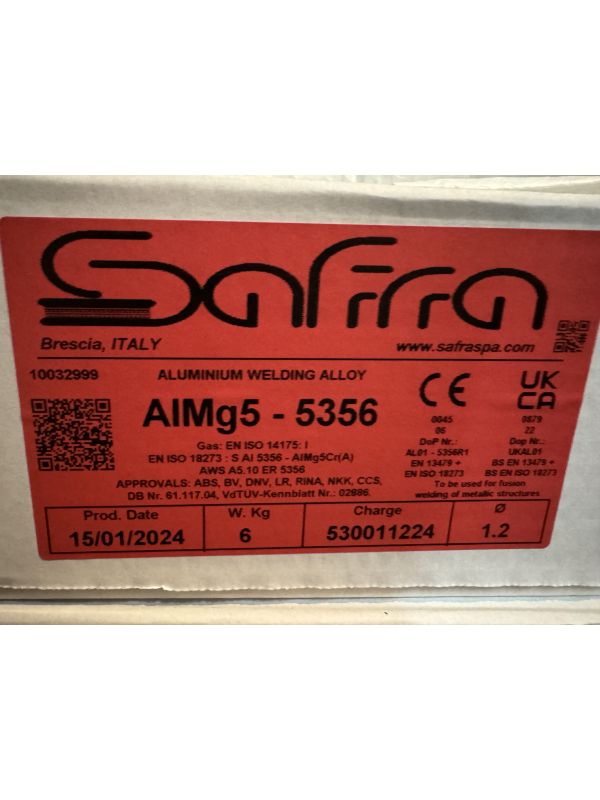 Safra
Brescia, ITALY
www.safraspa.com
10032999
ALUMINIUM WELDING ALLOY
AlMg5 - 5356
Gas: EN ISO 14175: I
EN ISO 18273 : S Al 5356 - AlMg5Cr(A)
AWS A5.10 ER 5356
APPROVALS: ABS, BV, DNV, LR, RINA, NKK, CCS,
DB Nr. 61.117.04, VdTÜV-Kennblatt Nr.: 02886.
CE
UK
CA
0045 0879
06 22
DoP Nr.: Dop Nr.:
AL01 - 5356R1 UKAL01
EN 13479 + BS EN 13479 +
EN ISO 18273 BS EN ISO 18273
To be used for fusion
welding of metallic structures
Prod. Date W. Kg Charge Ø
15/01/2024 6 530011224 1.2